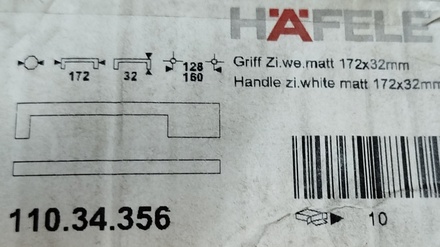 HÄFELE
172 32 128
160
Griff Zi.we.matt 172x32mm
Handle zi.white matt 172x32mm
110.34.356
10